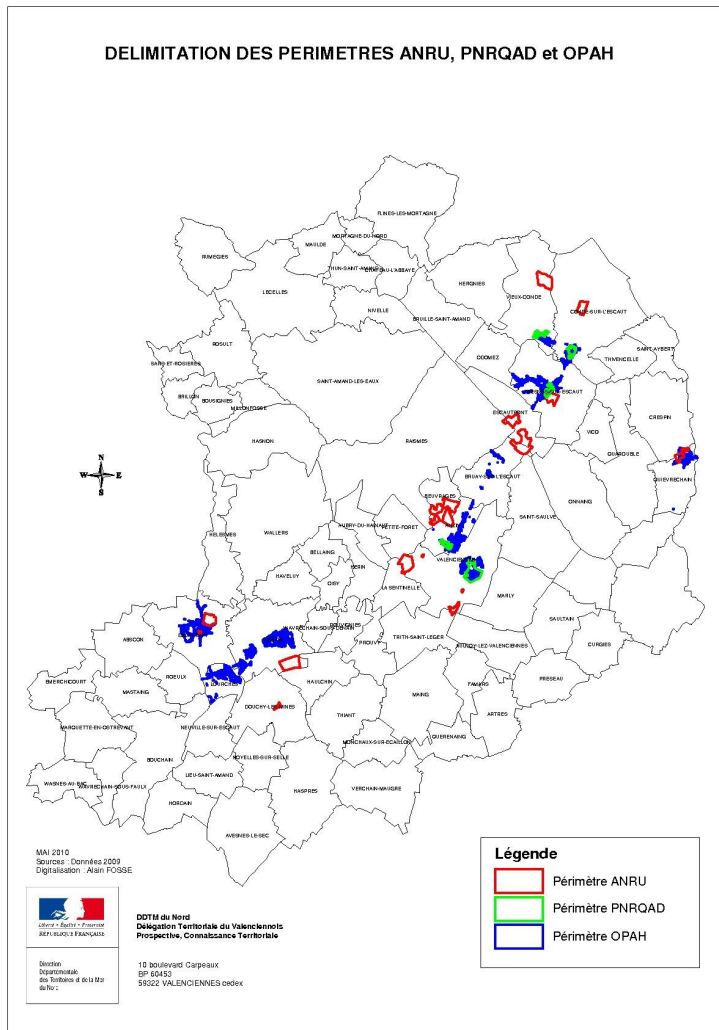 DELIMITATION DES PERIMETRES ANRU, PNRQAD et OPAH
FLINES-LES-MORTAGNE
MORTAGNE-DU-NORD
MAULDE
RUMEGIES
THUN-SAINT-AMAND
CHATEAU-L'ABBAYE
LECELLES
HERGNIES
VIEUX-CONDE
CONDE-SUR-L'ESCAUT
NIVELLE
BRUILLE-SAINT-AMAND
ROSULT
SAINT-AYBERT
ODOMEZ
THIVENCELLE
SARS-ET-ROSIERES
SAINT-AMAND-LES-EAUX
BRILLON
BOUSIGNIES
MILLONFOSSE
ESCAUTPONT
CRESPIN
HASNON
RAISMES
VICQ
QUAROUBLE
N
W E
S
BRUAY-SUR-L'ESCAUT
QUIEVRECHAIN
BEUVRAGES
ONNAING
SAINT-SAULVE
AUBRY-DU-HAINAUT
PETITE-FORET
ANZIN
HELESMES
WALLERS
BELLAING
VALENCIENNES
HERIN
HAVELUY
OISY
LA SENTINELLE
MARLY
SAULTAIN
ROUVIGNIES
WAVRECHAIN-SOUS-DENAIN
ABSCON
PROUVY
TRITH-SAINT-LEGER
AULNOY-LEZ-VALENCIENNES
CURGIES
EMERCHICOURT
ROEULX
MASTAING
LOURCHES
HAULCHIN
PRESEAU
FAMARS
MAING
DOUCHY-LES-MINES
THIANT
ARTRES
MARQUETTE-EN-OSTREVANT
NEUVILLE-SUR-ESCAUT
QUERENAING
MONCHAUX-SUR-ECAILLON
BOUCHAIN
NOYELLES-SUR-SELLE
LIEU-SAINT-AMAND
WASNES-AU-BAC
WAVRECHAIN-SOUS-FAULX
HASPRES
VERCHAIN-MAUGRE
HORDAIN
AVESNES-LE-SEC
MAI 2010
Sources : Données 2009
Digitalisation : Alain FOSSE
Légende
Périmètre ANRU
Périmètre PNRQAD
Périmètre OPAH
Liberté • Égalité • Fraternité
RÉPUBLIQUE FRANÇAISE
Direction
Départementale
des Territoires et de la Mer
du Nord
DDTM du Nord
Délégation Territoriale du Valenciennois
Prospective, Connaissance Territoriale
10 boulevard Carpeaux
BP 60453
59322 VALENCIENNES cedex